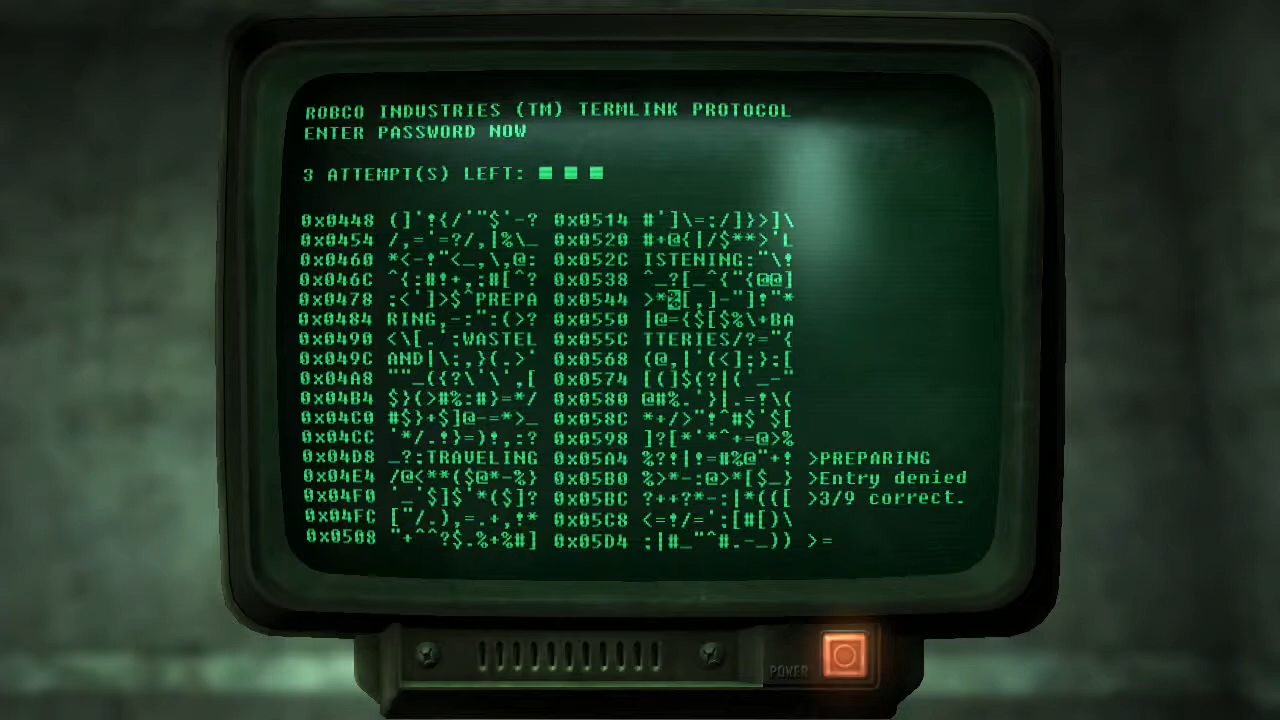 ROBCO INDUSTRIES (TM) TERMLINK PROTOCOL
ENTER PASSWORD NOW
3 ATTEMPT(S) LEFT: ■ ■ ■
0x0448 (]'!{/'"$'-? 0x0514 #']\=:/]}>]\
0x0454 /,='=?/,|%\_ 0x0520 #+@{|/$**>'L
0x0460 *<-!"<_,\,@: 0x052C ISTENING:"\!
0x046C ^{:#!+,:#[^? 0x0538 ^_?[_^{"{@@]
0x0478 :<']>$^PREPA 0x0544 >*%[,]-"]!"*
0x0484 RING,-:":(>? 0x0550 |@={$[$%\+BA
0x0490 <\[.':WASTEL 0x055C TTERIES/?="{
0x049C AND|\:,}(.>' 0x0568 (@,|'(<]:}:[
0x04A8 ""_({?\'\',[ 0x0574 [(]$(?|('_-"
0x04B4 $}(>#%:#}=*/ 0x0580 @#%.'}|.=!\(
0x04C0 #$}+$]@-=*>_ 0x058C *+/>"!^#$'$[
0x04CC '*/.!}=)!,:? 0x0598 ]?[*'*^+=@>%
0x04D8 _?:TRAVELING 0x05A4 %?!|!=#%@"+! >PREPARING
0x04E4 /@<**($@*-%} 0x05B0 %>*-:@>*[$_} >Entry denied
0x04F0 '_'$]$'*($]? 0x05BC ?++?*-:|*(([ >3/9 correct.
0x04FC ["/.),=.+,!* 0x05C8 <=!/=':[#[)\
0x0508 "+^^?$.%+%#] 0x05D4 :|#_"^#.-_)) >=
POWER